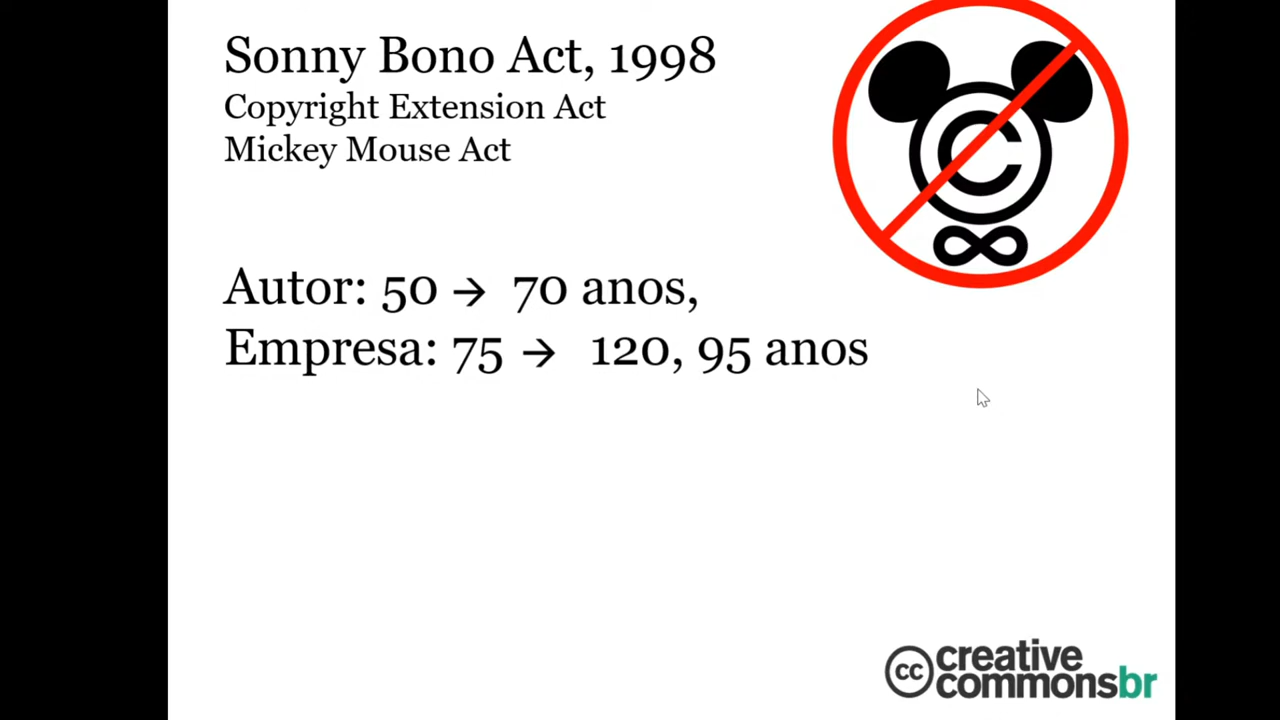 Sonny Bono Act, 1998
Copyright Extension Act
Mickey Mouse Act
C
Autor: 50 → 70 anos,
Empresa: 75 → 120, 95 anos
cc creative
commonsbr